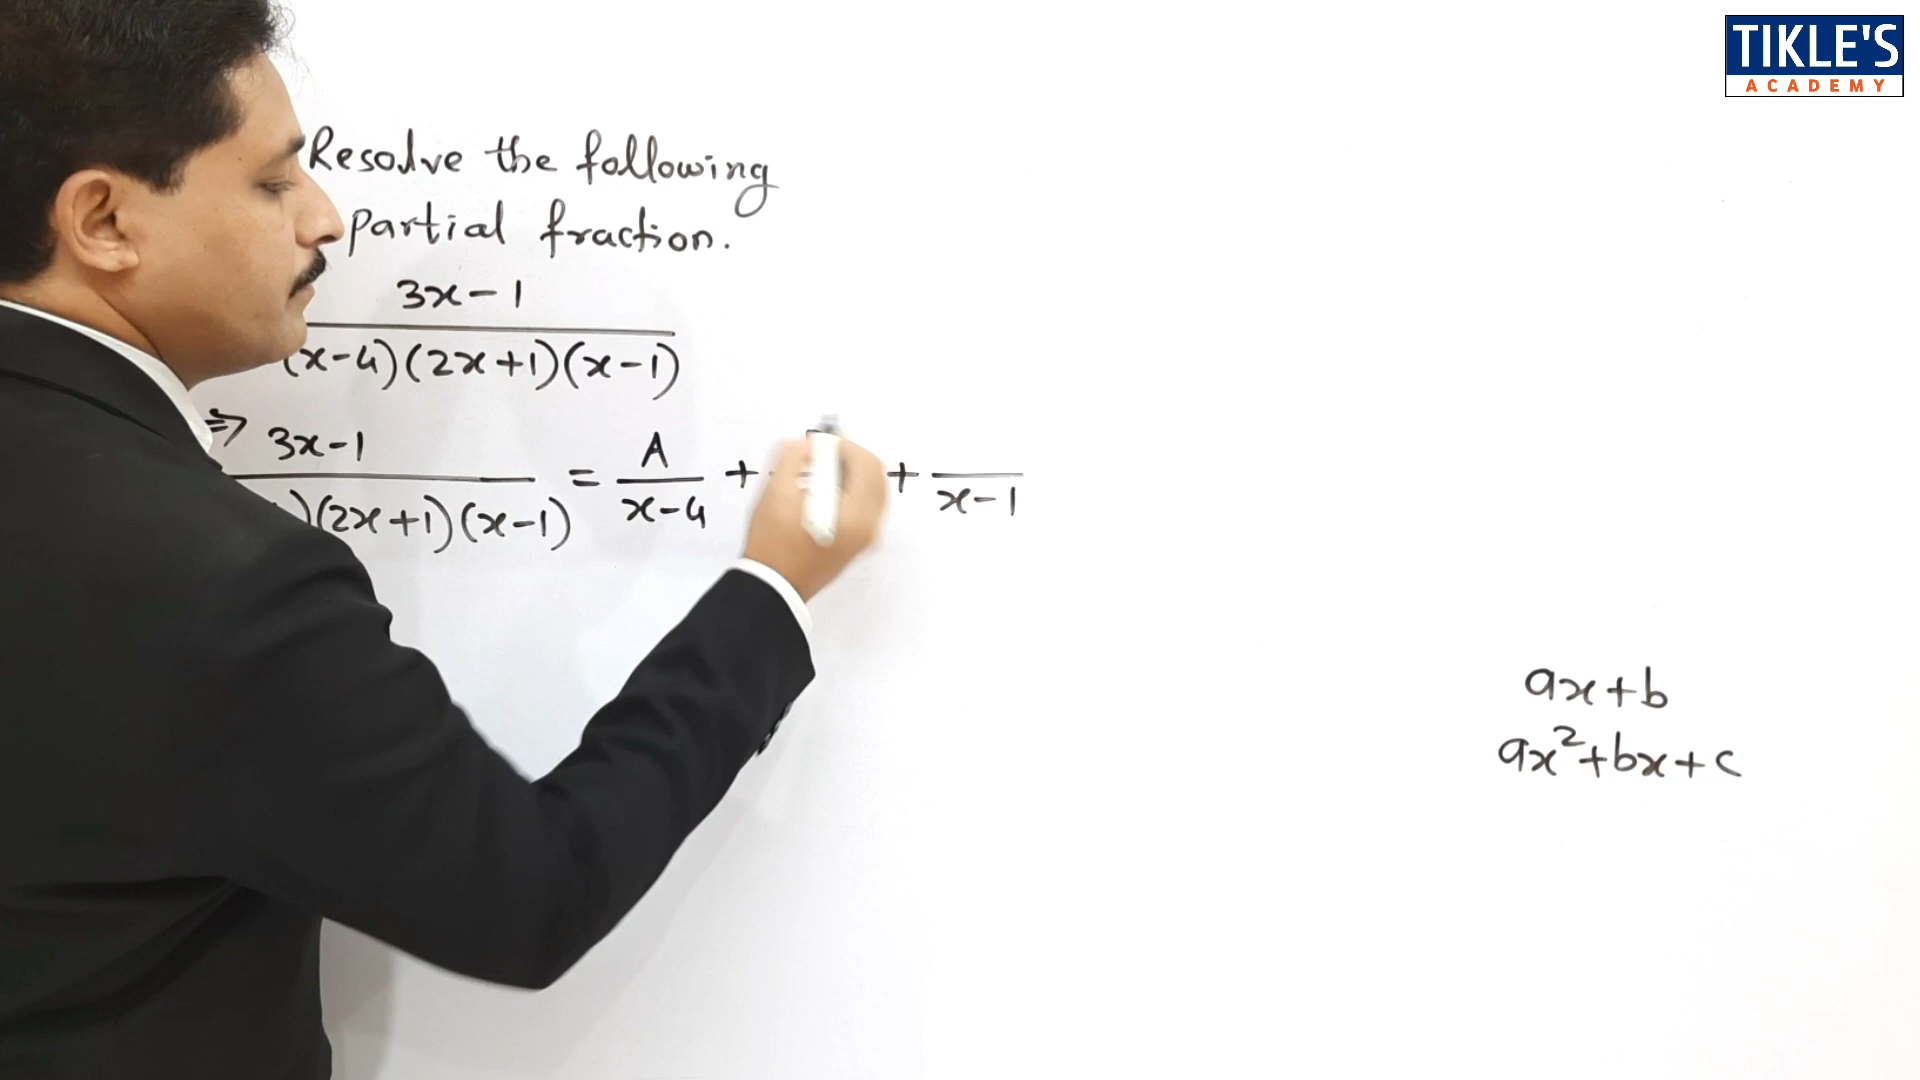 TIKLE'S
ACADEMY
Resolve the following
partial fraction.
3x-1
(x-4)(2x+1)(x-1)
⇒ 3x-1
)(2x+1)(x-1)
= A + +
x-4
x-1
ax+b
ax²+bx+c